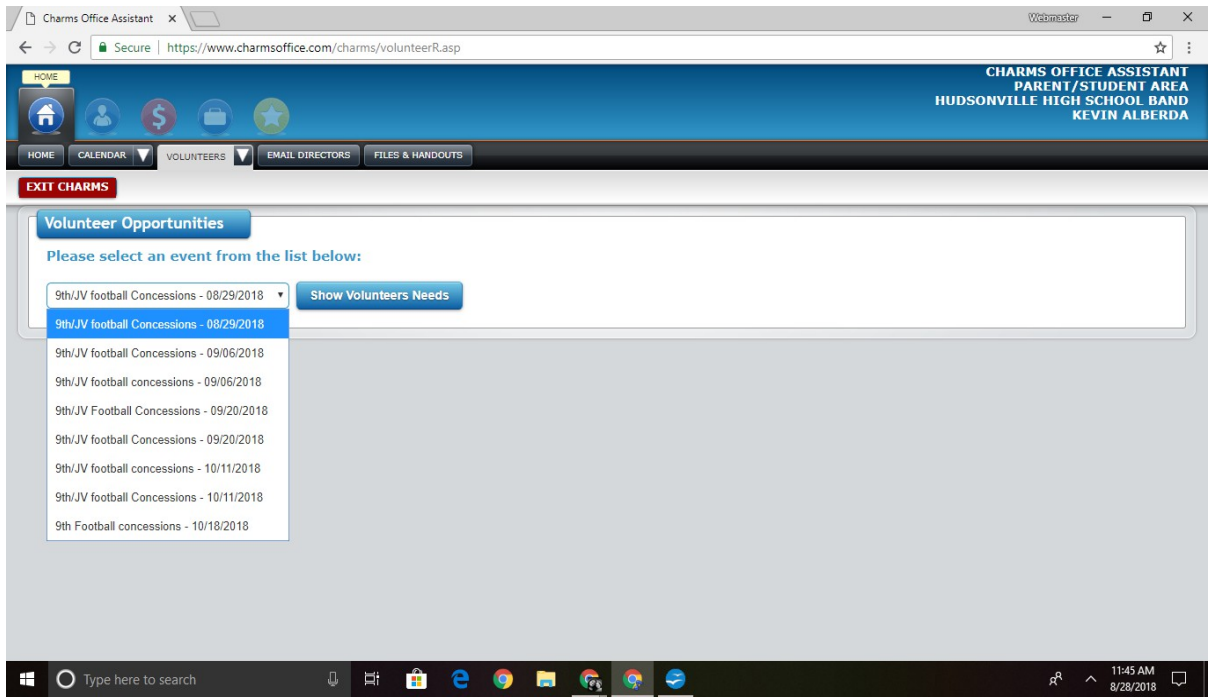 Charms Office Assistant
Webmaster
Secure | https://www.charmsoffice.com/charms/volunteerR.asp
HOME
CHARMS OFFICE ASSISTANT
PARENT/STUDENT AREA
HUDSONVILLE HIGH SCHOOL BAND
KEVIN ALBERDA
$
HOME CALENDAR VOLUNTEERS EMAIL DIRECTORS FILES & HANDOUTS
EXIT CHARMS
Volunteer Opportunities
Please select an event from the list below:
9th/JV football Concessions - 08/29/2018 Show Volunteers Needs
9th/JV football Concessions - 08/29/2018
9th/JV football Concessions - 09/06/2018
9th/JV football concessions - 09/06/2018
9th/JV Football Concessions - 09/20/2018
9th/JV football Concessions - 09/20/2018
9th/JV football concessions - 10/11/2018
9th/JV football Concessions - 10/11/2018
9th Football concessions - 10/18/2018
Type here to search
11:45 AM
8/28/2018